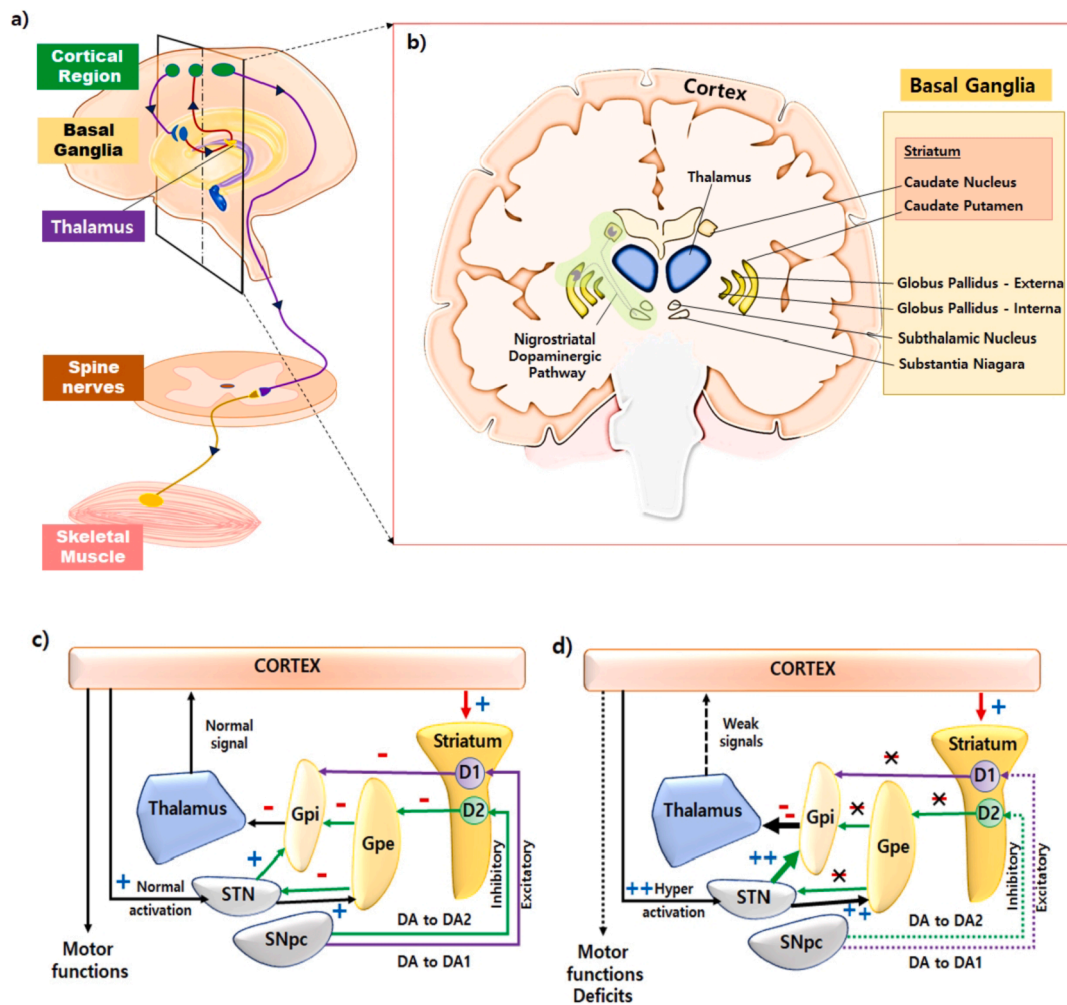 a)
Cortical
Region
Basal
Ganglia
Thalamus
Spine
nerves
Skeletal
Muscle
b)
Cortex
Thalamus
Nigrostriatal
Dopaminergic
Pathway
Basal Ganglia
Striatum
Caudate Nucleus
Caudate Putamen
Globus Pallidus - Externa
Globus Pallidus - Interna
Subthalamic Nucleus
Substantia Niagara
c)
CORTEX
Normal
signal
+
Striatum
D1
D2
-
-
-
-
-
Thalamus
Gpi
Gpe
+
+
+
Normal
activation
STN
SNpc
Inhibitory
Excitatory
DA to DA2
DA to DA1
Motor
functions
d)
CORTEX
Weak
signals
+
Striatum
D1
D2
-
-
-
-
-
-
Thalamus
Gpi
Gpe
++
++
++
Hyper
activation
STN
SNpc
Inhibitory
Excitatory
DA to DA2
DA to DA1
Motor
functions
Deficits